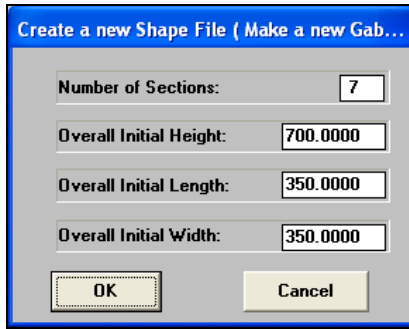 Create a new Shape File ( Make a new Gab...
Number of Sections: 7
Overall Initial Height: 700.0000
Overall Initial Length: 350.0000
Overall Initial Width: 350.0000
OK Cancel